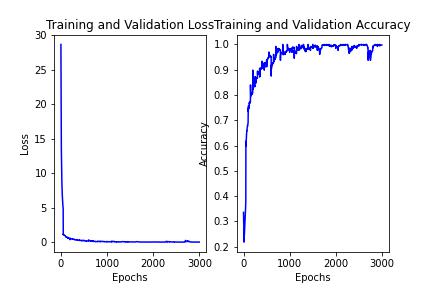 Training and Validation Loss
30
25
20
15
10
5
0
Loss
0 1000 2000 3000
Epochs
Training and Validation Accuracy
1.0
0.9
0.8
0.7
0.6
0.5
0.4
0.3
0.2
Accuracy
0 1000 2000 3000
Epochs